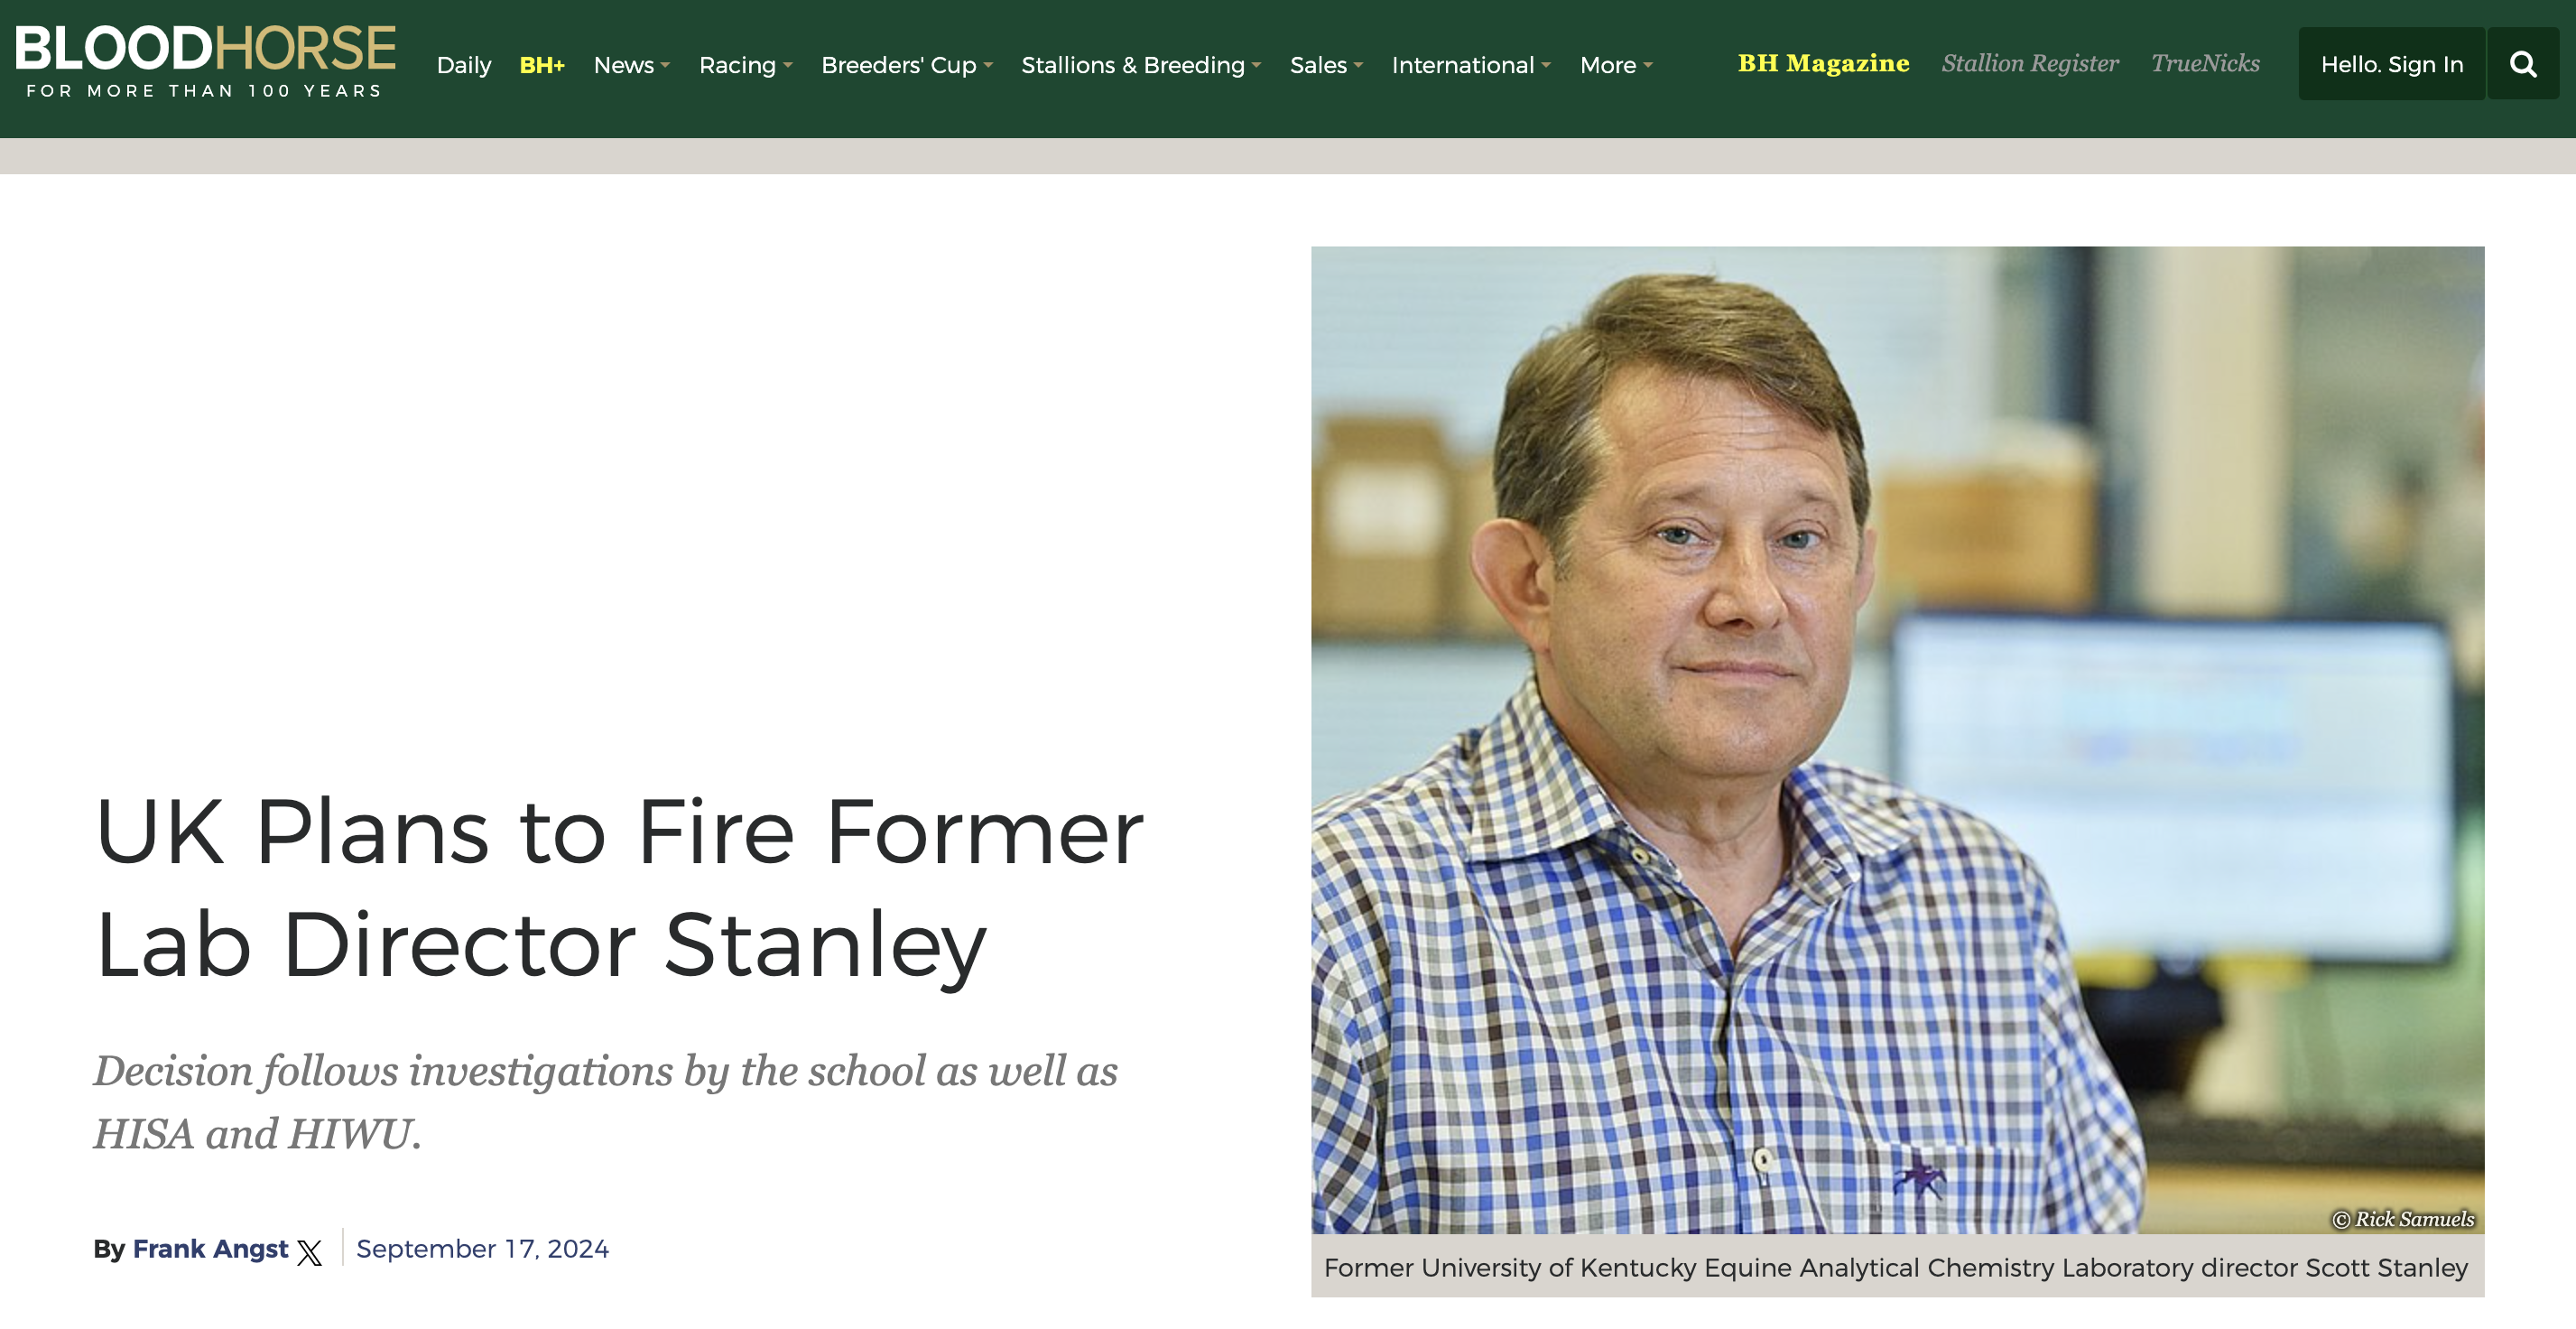 BLOODHORSE
FOR MORE THAN 100 YEARS
Daily BH+ News Racing Breeders' Cup Stallions & Breeding Sales International More BH Magazine Stallion Register TrueNicks Hello. Sign In
UK Plans to Fire Former
Lab Director Stanley
Decision follows investigations by the school as well as
HISA and HIWU.
By Frank Angst September 17, 2024
© Rick Samuels
Former University of Kentucky Equine Analytical Chemistry Laboratory director Scott Stanley